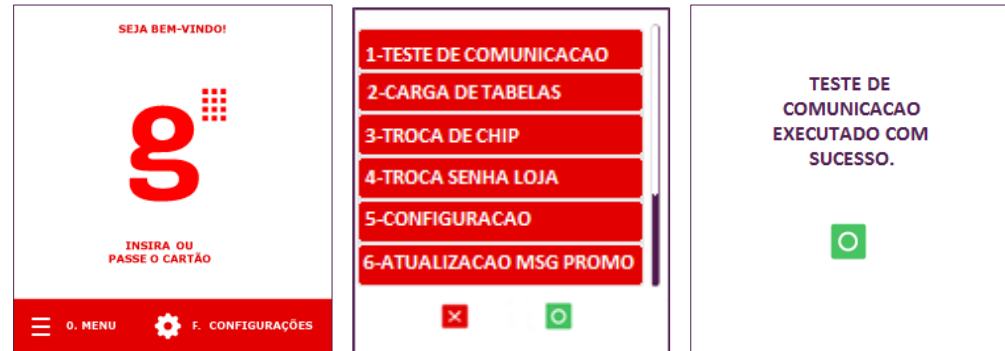 SEJA BEM-VINDO!
g
INSIRA OU
PASSE O CARTÃO
0. MENU
F. CONFIGURAÇÕES
1-TESTE DE COMUNICACAO
2-CARGA DE TABELAS
3-TROCA DE CHIP
4-TROCA SENHA LOJA
5-CONFIGURACAO
6-ATUALIZACAO MSG PROMO
TESTE DE
COMUNICACAO
EXECUTADO COM
SUCESSO.